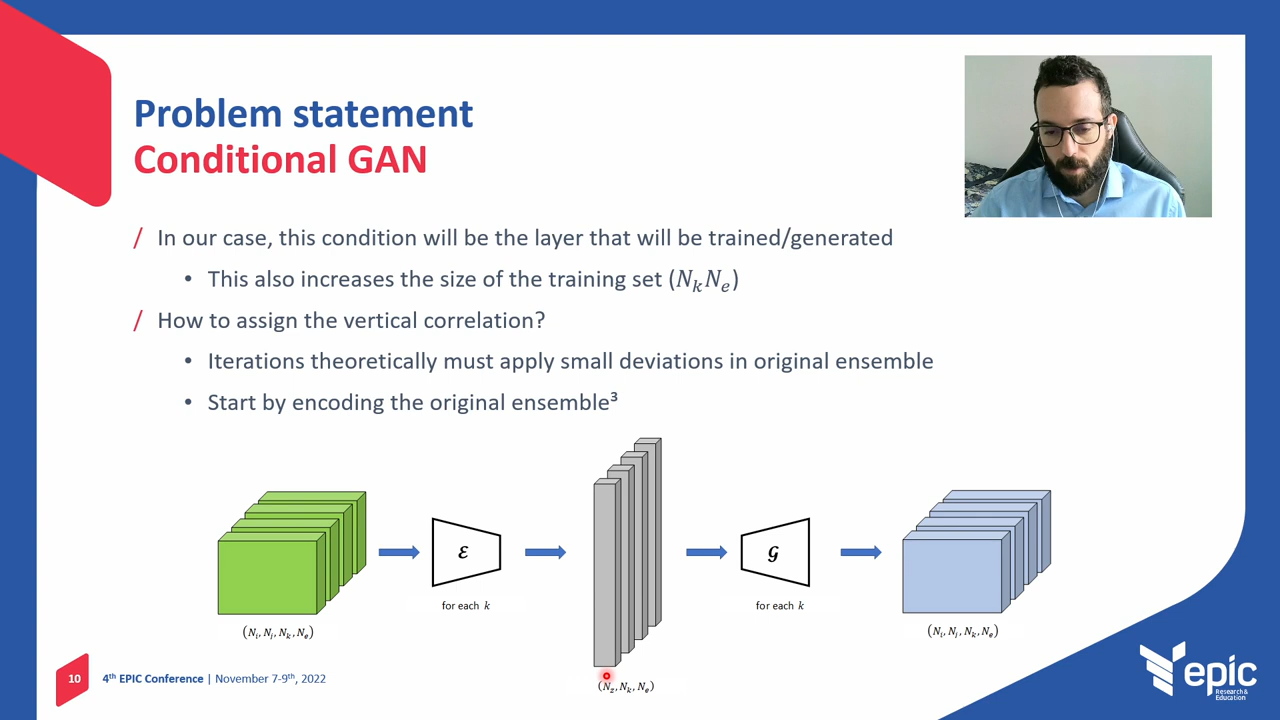 Problem statement
Conditional GAN
/ In our case, this condition will be the layer that will be trained/generated
• This also increases the size of the training set (NₖNₑ)
/ How to assign the vertical correlation?
• Iterations theoretically must apply small deviations in original ensemble
• Start by encoding the original ensemble³
ℰ
𝒢
for each k
for each k
(Nᵢ, Nⱼ, Nₖ, Nₑ)
(Nᵢ, Nⱼ, Nₖ, Nₑ)
(N_z, Nₖ, Nₑ)
10 4ᵗʰ EPIC Conference | November 7-9ᵗʰ, 2022
epic
Research &
Education